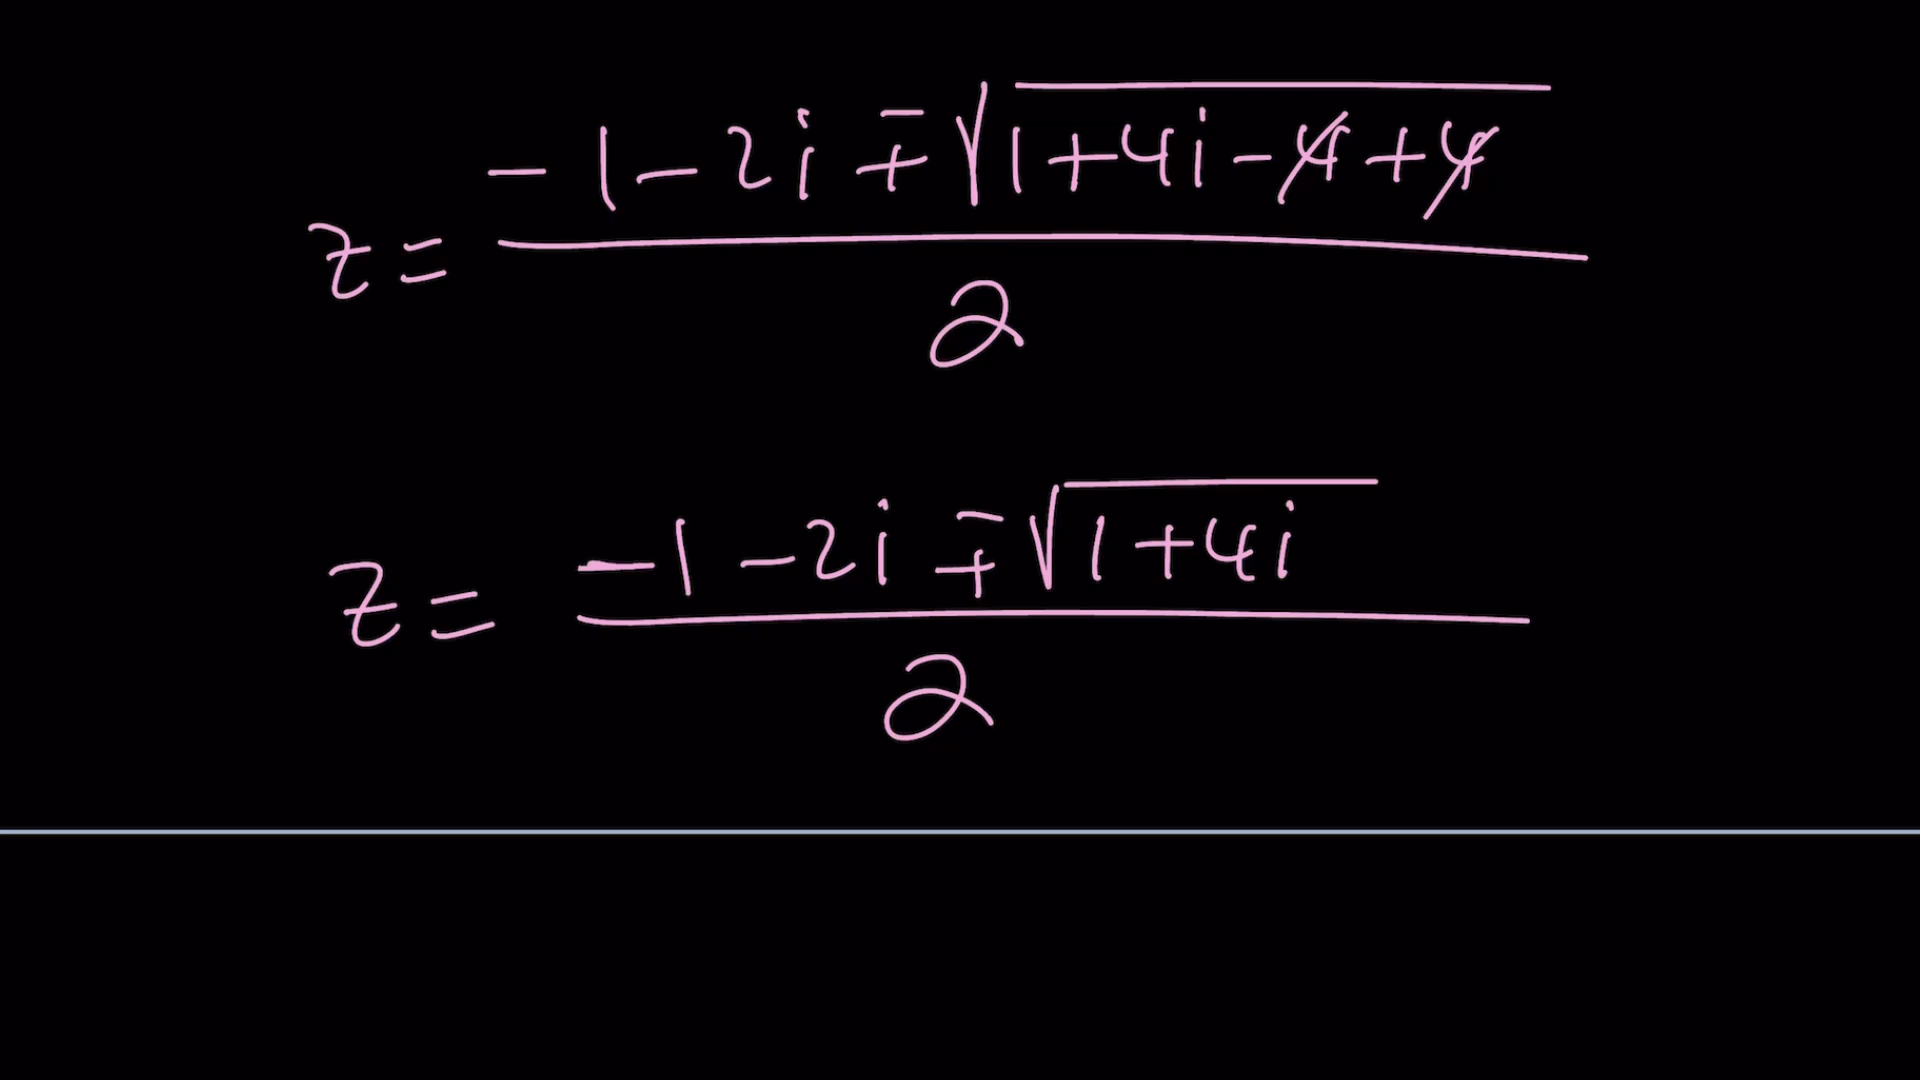 z = (-1-2i∓√(1+4i-4+4))/2
z = (-1-2i∓√(1+4i))/2